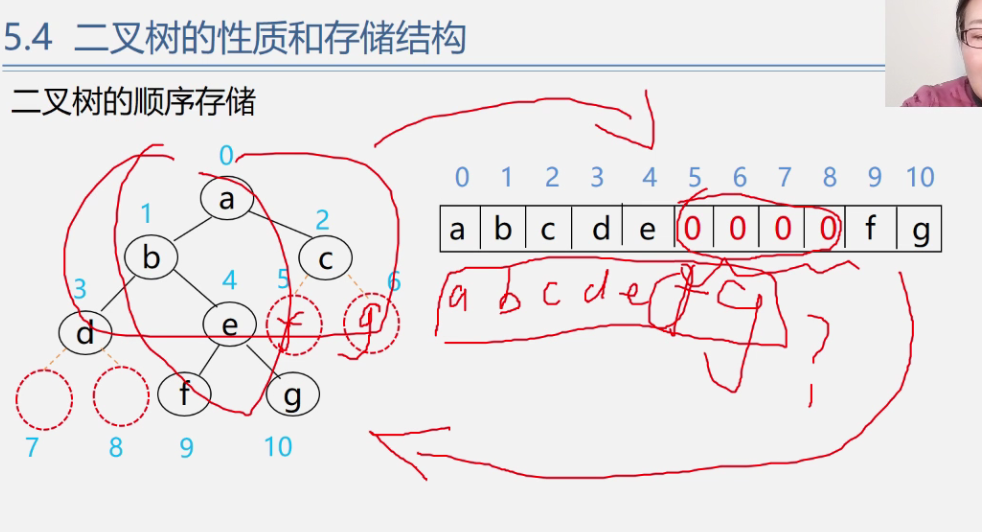 5.4 二叉树的性质和存储结构
二叉树的顺序存储
0
a
1 2
b c
3 4 5 6
d e f g
f g
7 8 9 10
0 1 2 3 4 5 6 7 8 9 10
a b c d e 0 0 0 0 f g
a b c d e f g
?